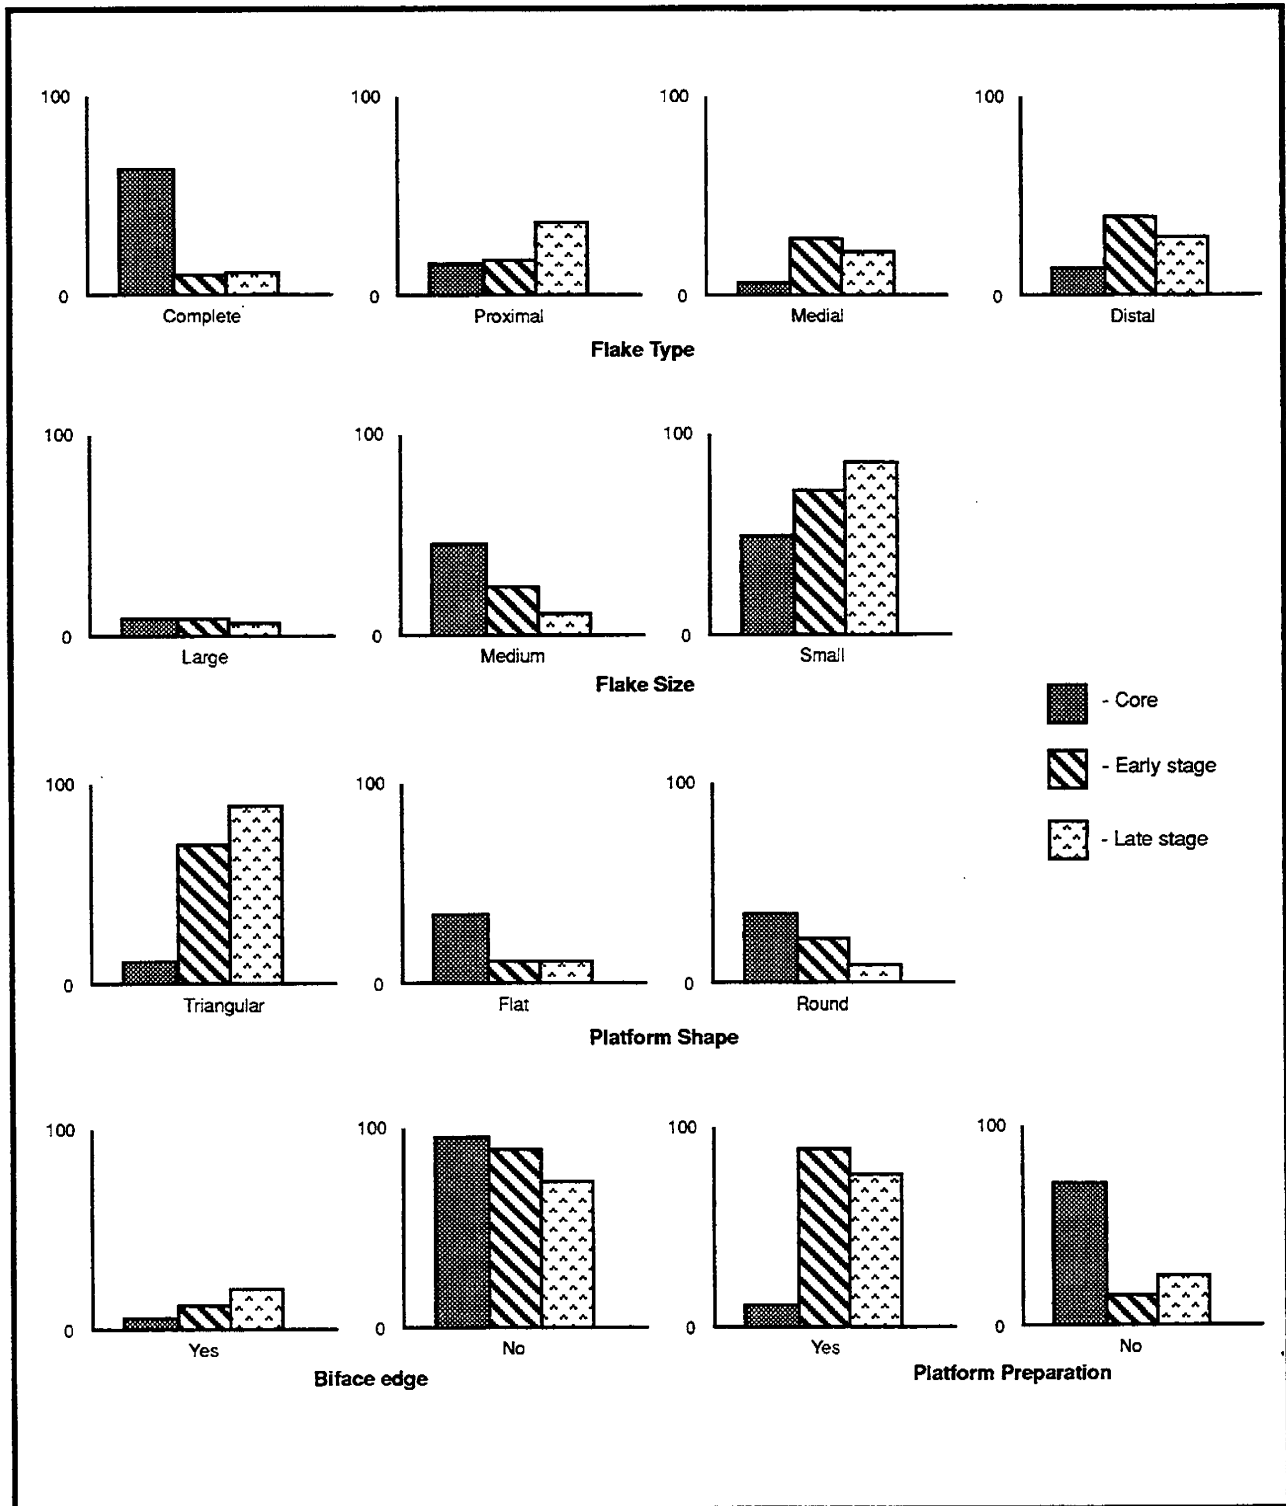 100 100 100 100
0 0 0 0
Complete Proximal Medial Distal
Flake Type
100 100 100
0 0 0
Large Medium Small
Flake Size
- Core
- Early stage
- Late stage
100 100 100
0 0 0
Triangular Flat Round
Platform Shape
100 100 100 100
0 0 0 0
Yes No Yes No
Biface edge Platform Preparation